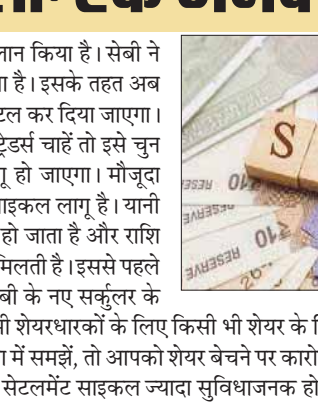 लान किया है। सेबी ने
ा है। इसके तहत अब
टल कर दिया जाएगा।
ट्रेडर्स चाहें तो इसे चुन
गू हो जाएगा। मौजूदा
ाइकल लागू है। यानी
हो जाता है और राशि
मिलती है। इससे पहले
बी के नए सर्कुलर के
ी शेयरधारकों के लिए किसी भी शेयर के
ा में समझें, तो आपको शेयर बेचने पर कारो
सेटलमेंट साइकल ज्यादा सुविधाजनक हो
S